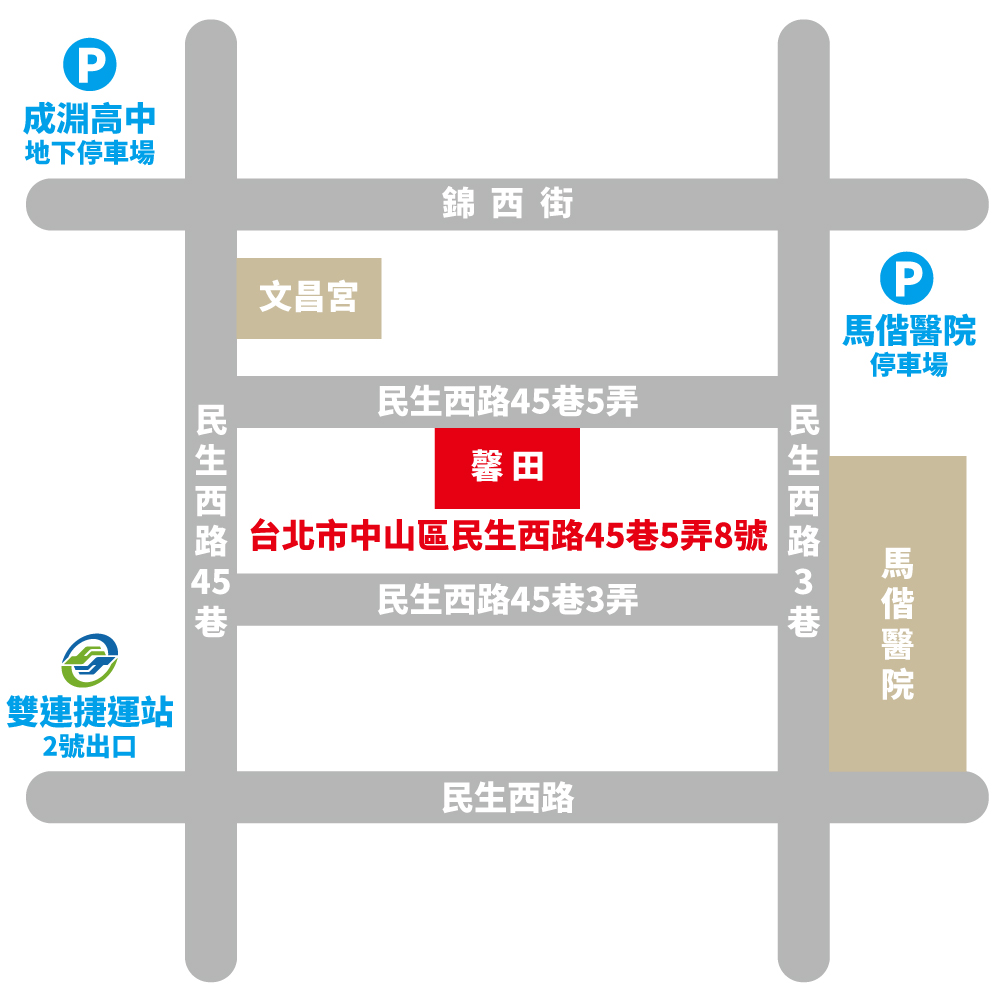 P
成淵高中
地下停車場
錦西街
文昌宮
P
馬偕醫院
停車場
民生西路45巷5弄
民生西路45巷
民生西路3巷
馨田
台北市中山區民生西路45巷5弄8號
民生西路45巷3弄
馬偕醫院
雙連捷運站
2號出口
民生西路